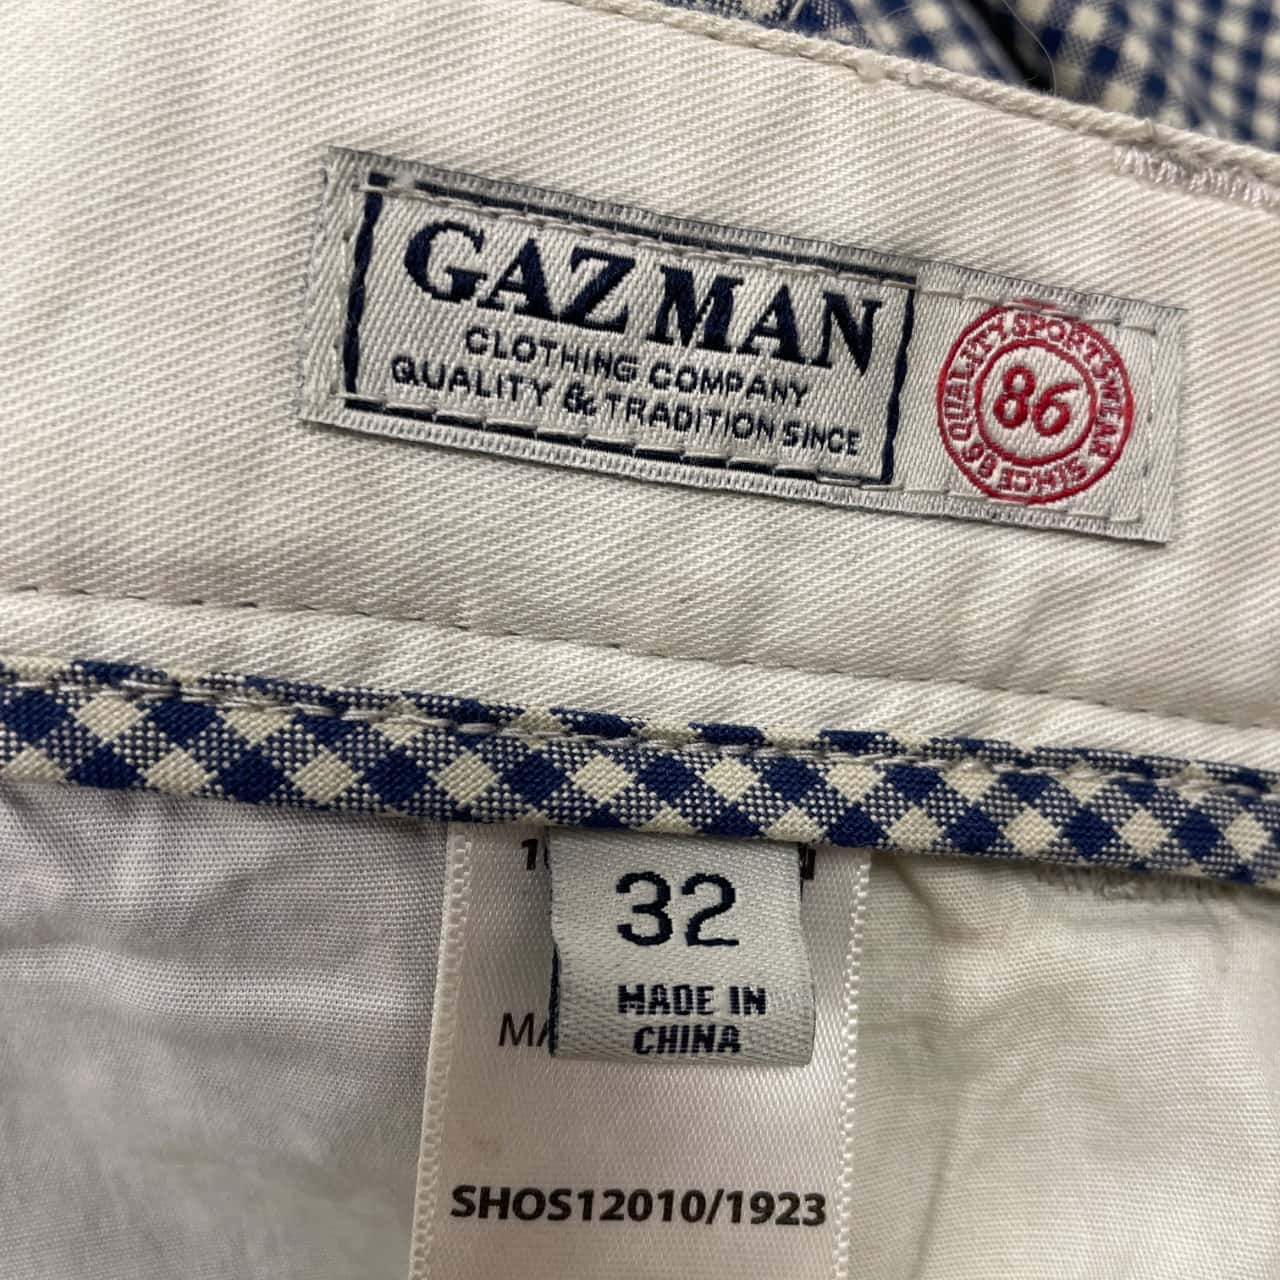 GAZMAN
CLOTHING COMPANY
QUALITY & TRADITION SINCE
QUALITY SPORTSWEAR SINCE 86
86
32
MADE IN
CHINA
SHOS12010/1923